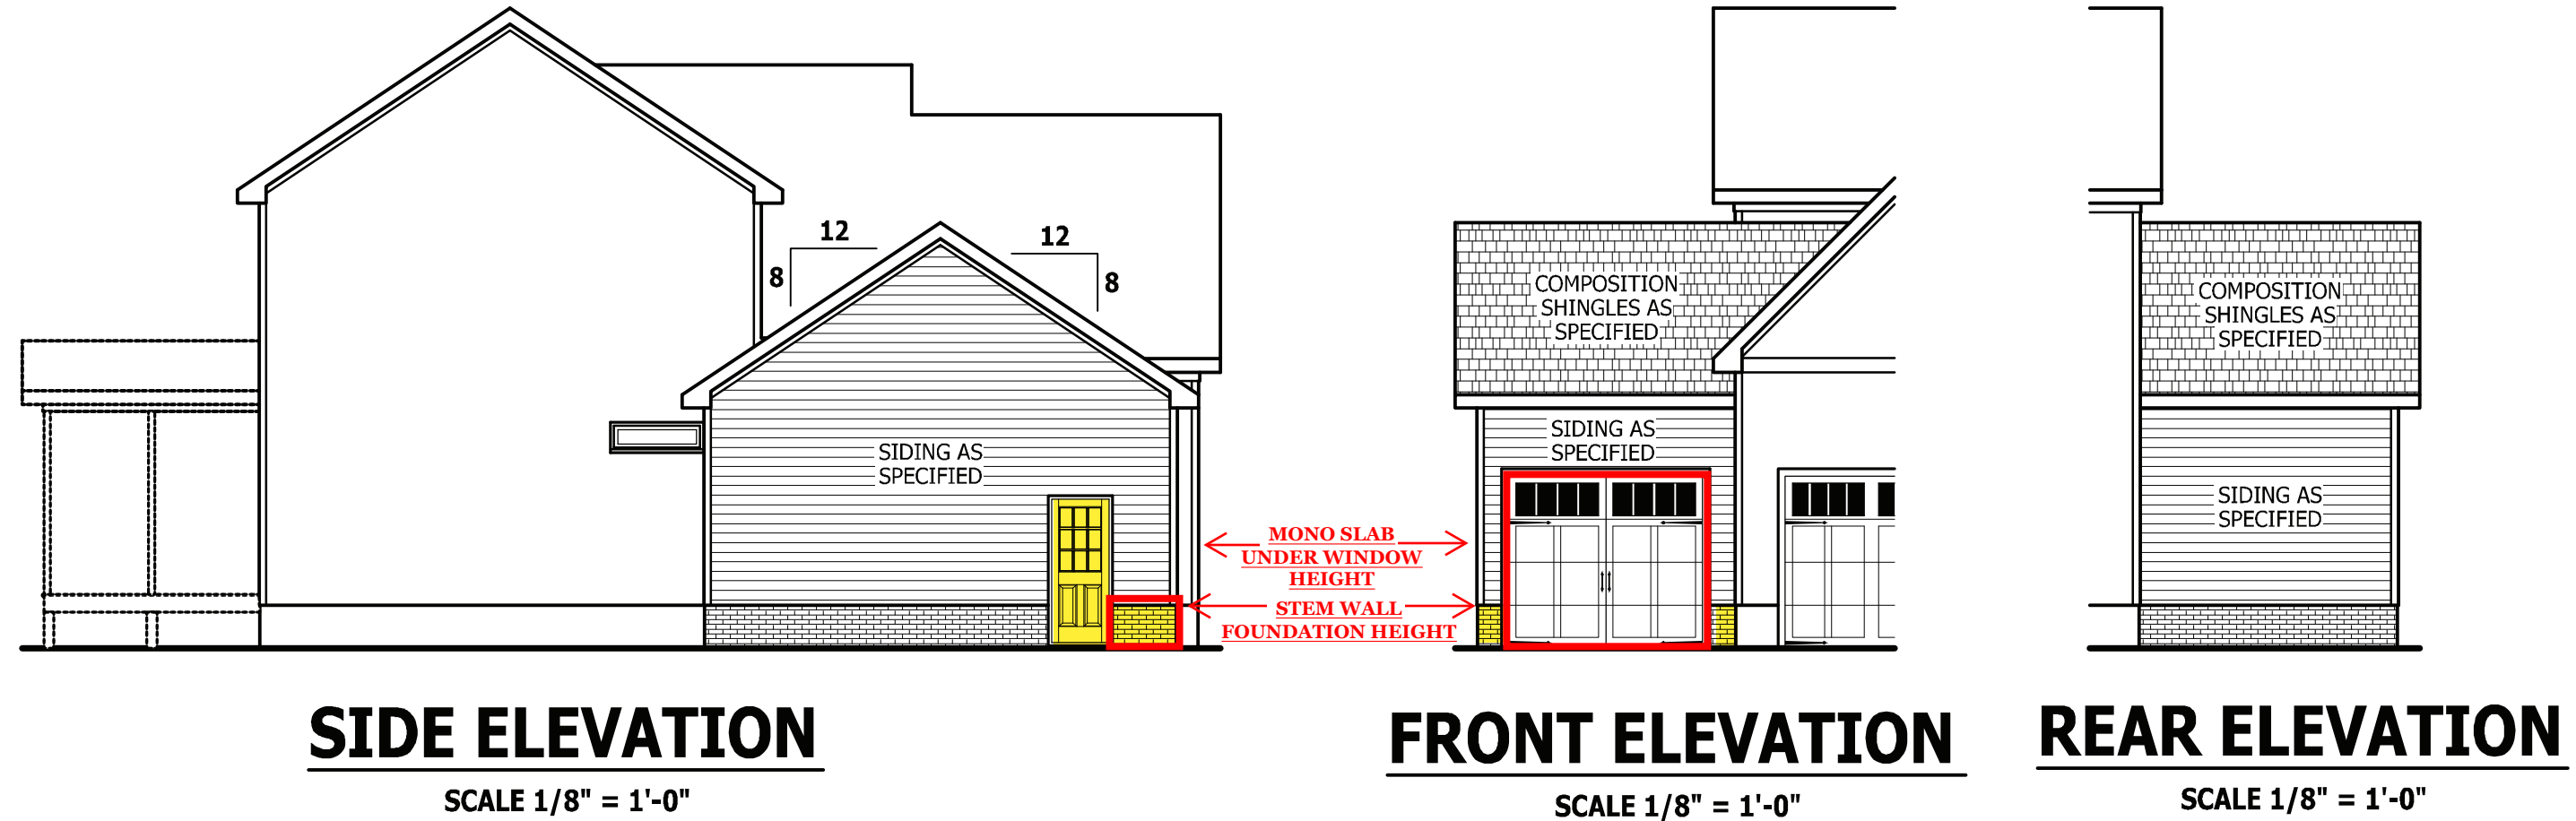 12
8
12
8
SIDING AS
SPECIFIED
SIDE ELEVATION
SCALE 1/8" = 1'-0"
MONO SLAB
UNDER WINDOW
HEIGHT
STEM WALL
FOUNDATION HEIGHT
COMPOSITION
SHINGLES AS
SPECIFIED
SIDING AS
SPECIFIED
FRONT ELEVATION
SCALE 1/8" = 1'-0"
COMPOSITION
SHINGLES AS
SPECIFIED
SIDING AS
SPECIFIED
REAR ELEVATION
SCALE 1/8" = 1'-0"